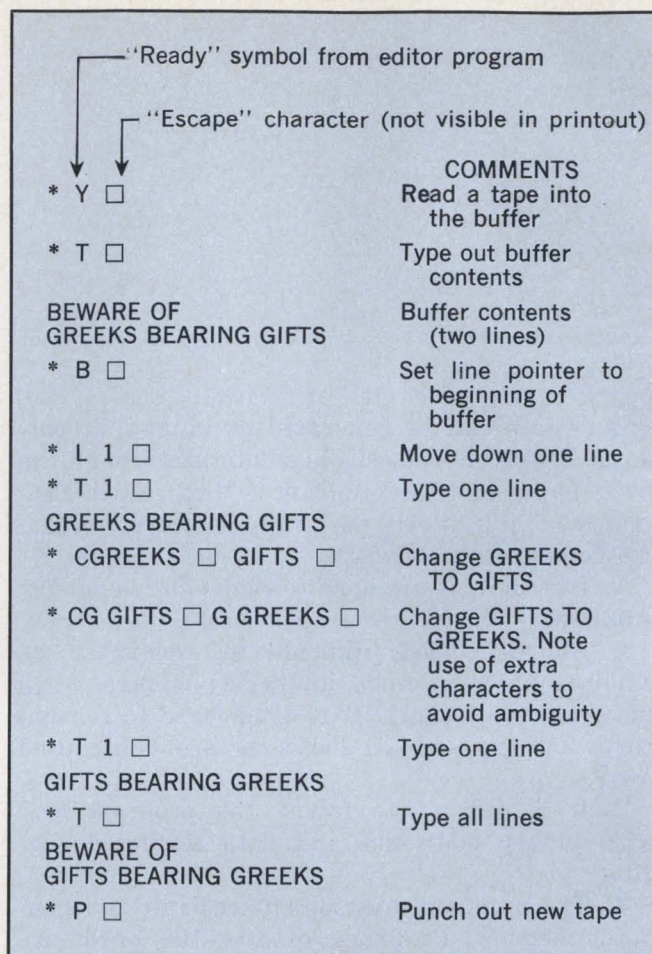 "Ready" symbol from editor program
"Escape" character (not visible in printout)
COMMENTS
* Y □ Read a tape into
the buffer
* T □ Type out buffer
contents
BEWARE OF Buffer contents
GREEKS BEARING GIFTS (two lines)
* B □ Set line pointer to
beginning of
buffer
* L 1 □ Move down one line
* T 1 □ Type one line
GREEKS BEARING GIFTS
* CGREEKS □ GIFTS □ Change GREEKS
TO GIFTS
* CG GIFTS □ G GREEKS □ Change GIFTS TO
GREEKS. Note
use of extra
characters to
avoid ambiguity
* T 1 □ Type one line
GIFTS BEARING GREEKS
* T □ Type all lines
BEWARE OF
GIFTS BEARING GREEKS
* P □ Punch out new tape